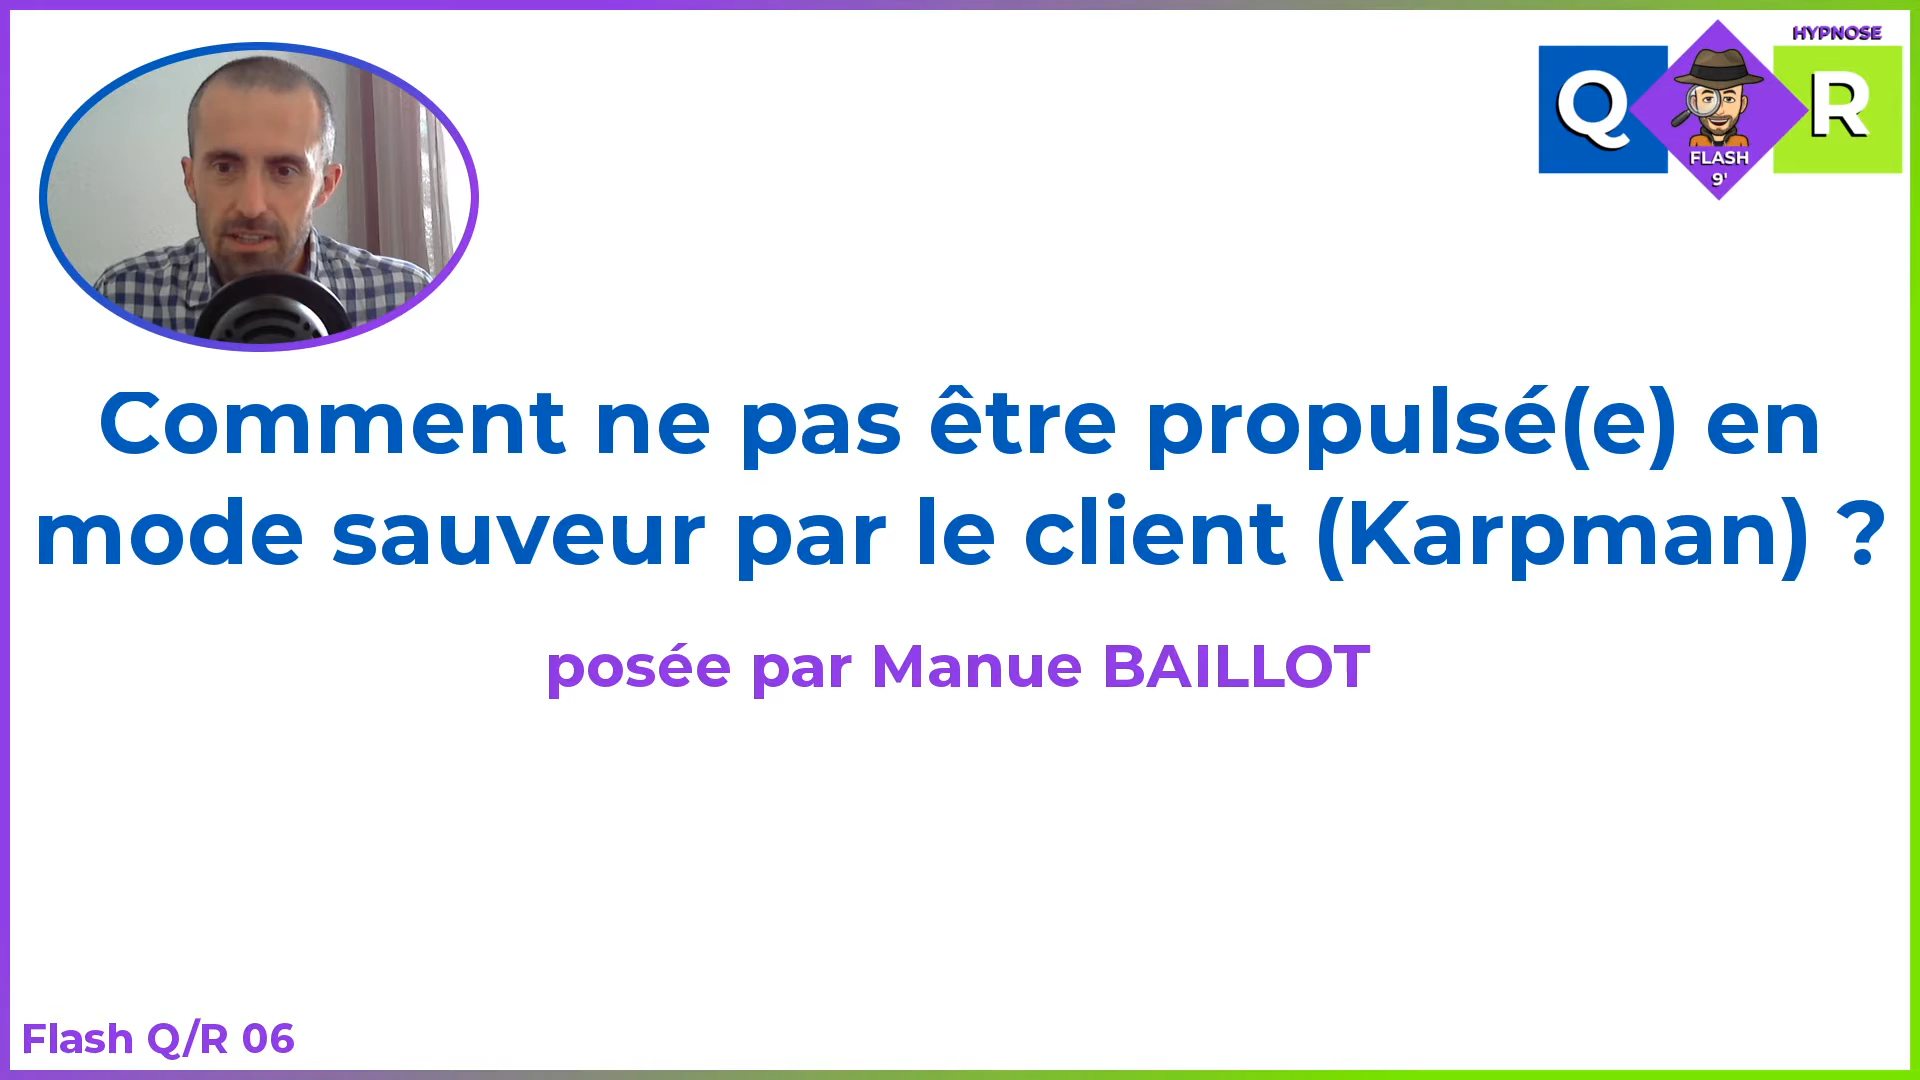 HYPNOSE
Q R
FLASH
9'
Comment ne pas être propulsé(e) en
mode sauveur par le client (Karpman) ?
posée par Manue BAILLOT
Flash Q/R 06